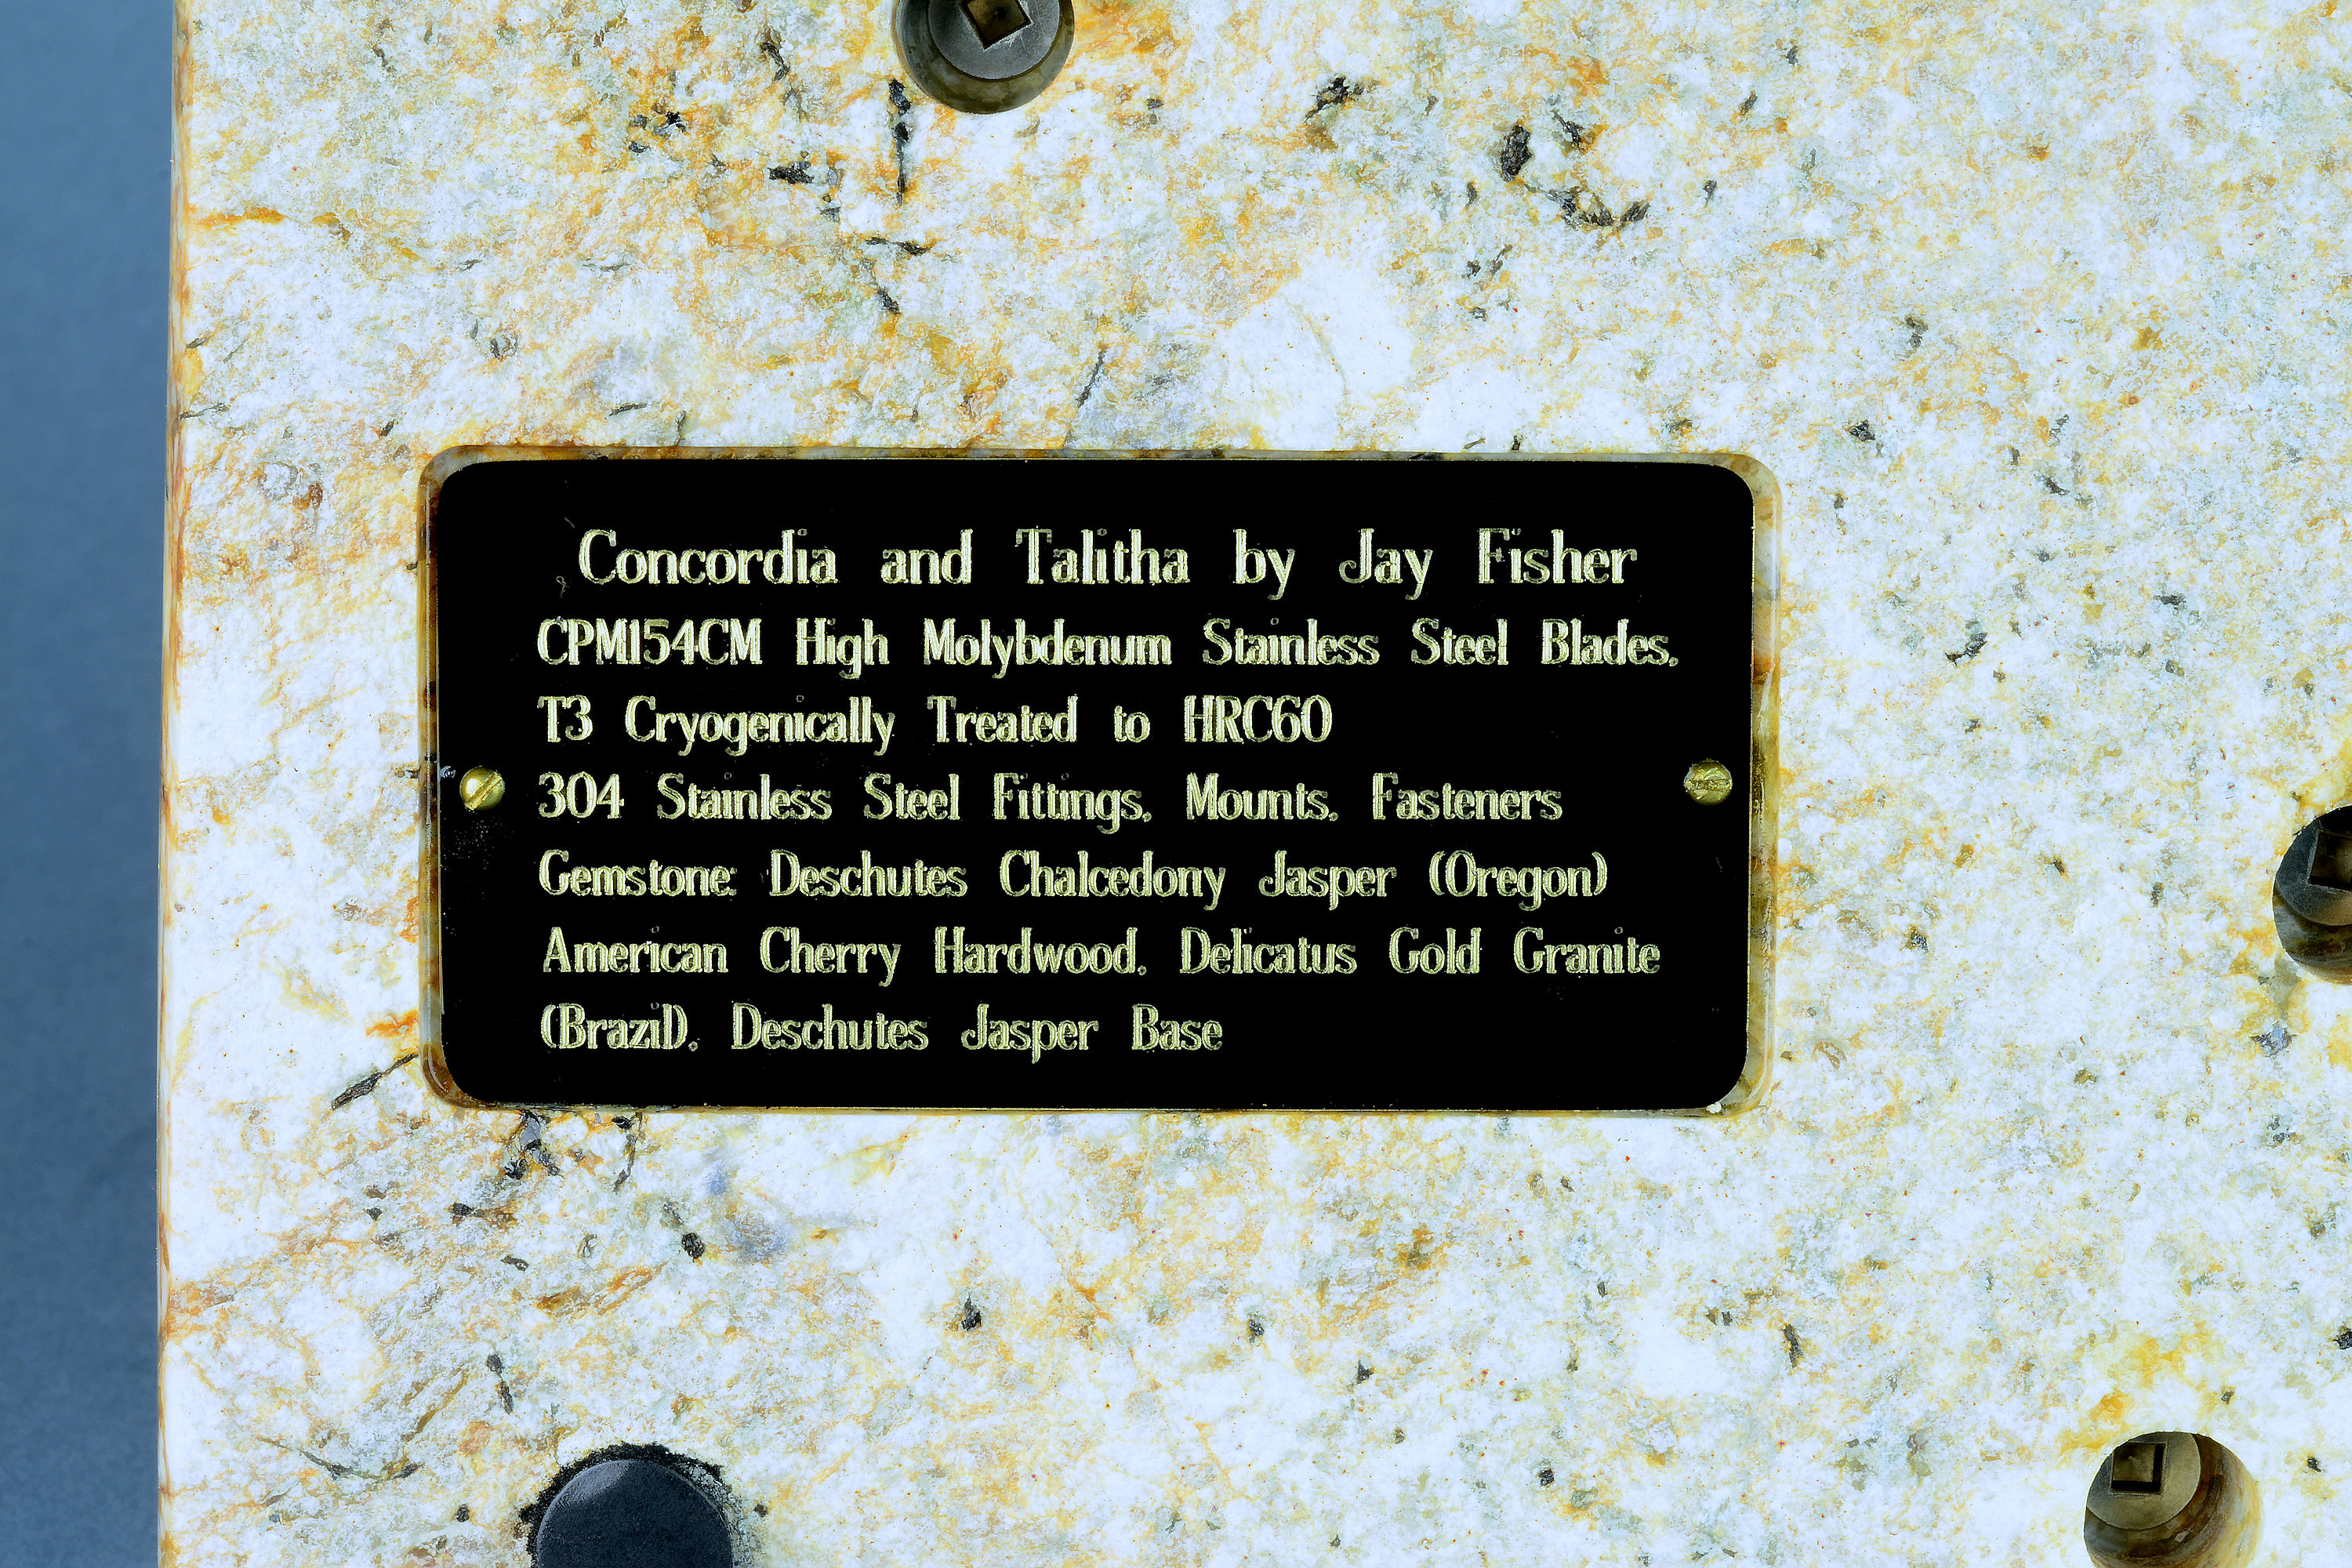 Concordia and Talitha by Jay Fisher
CPM154CM High Molybdenum Stainless Steel Blades,
T3 Cryogenically Treated to HRC60
304 Stainless Steel Fittings, Mounts, Fasteners
Gemstone: Deschutes Chalcedony Jasper (Oregon)
American Cherry Hardwood, Delicatus Gold Granite
(Brazil), Deschutes Jasper Base